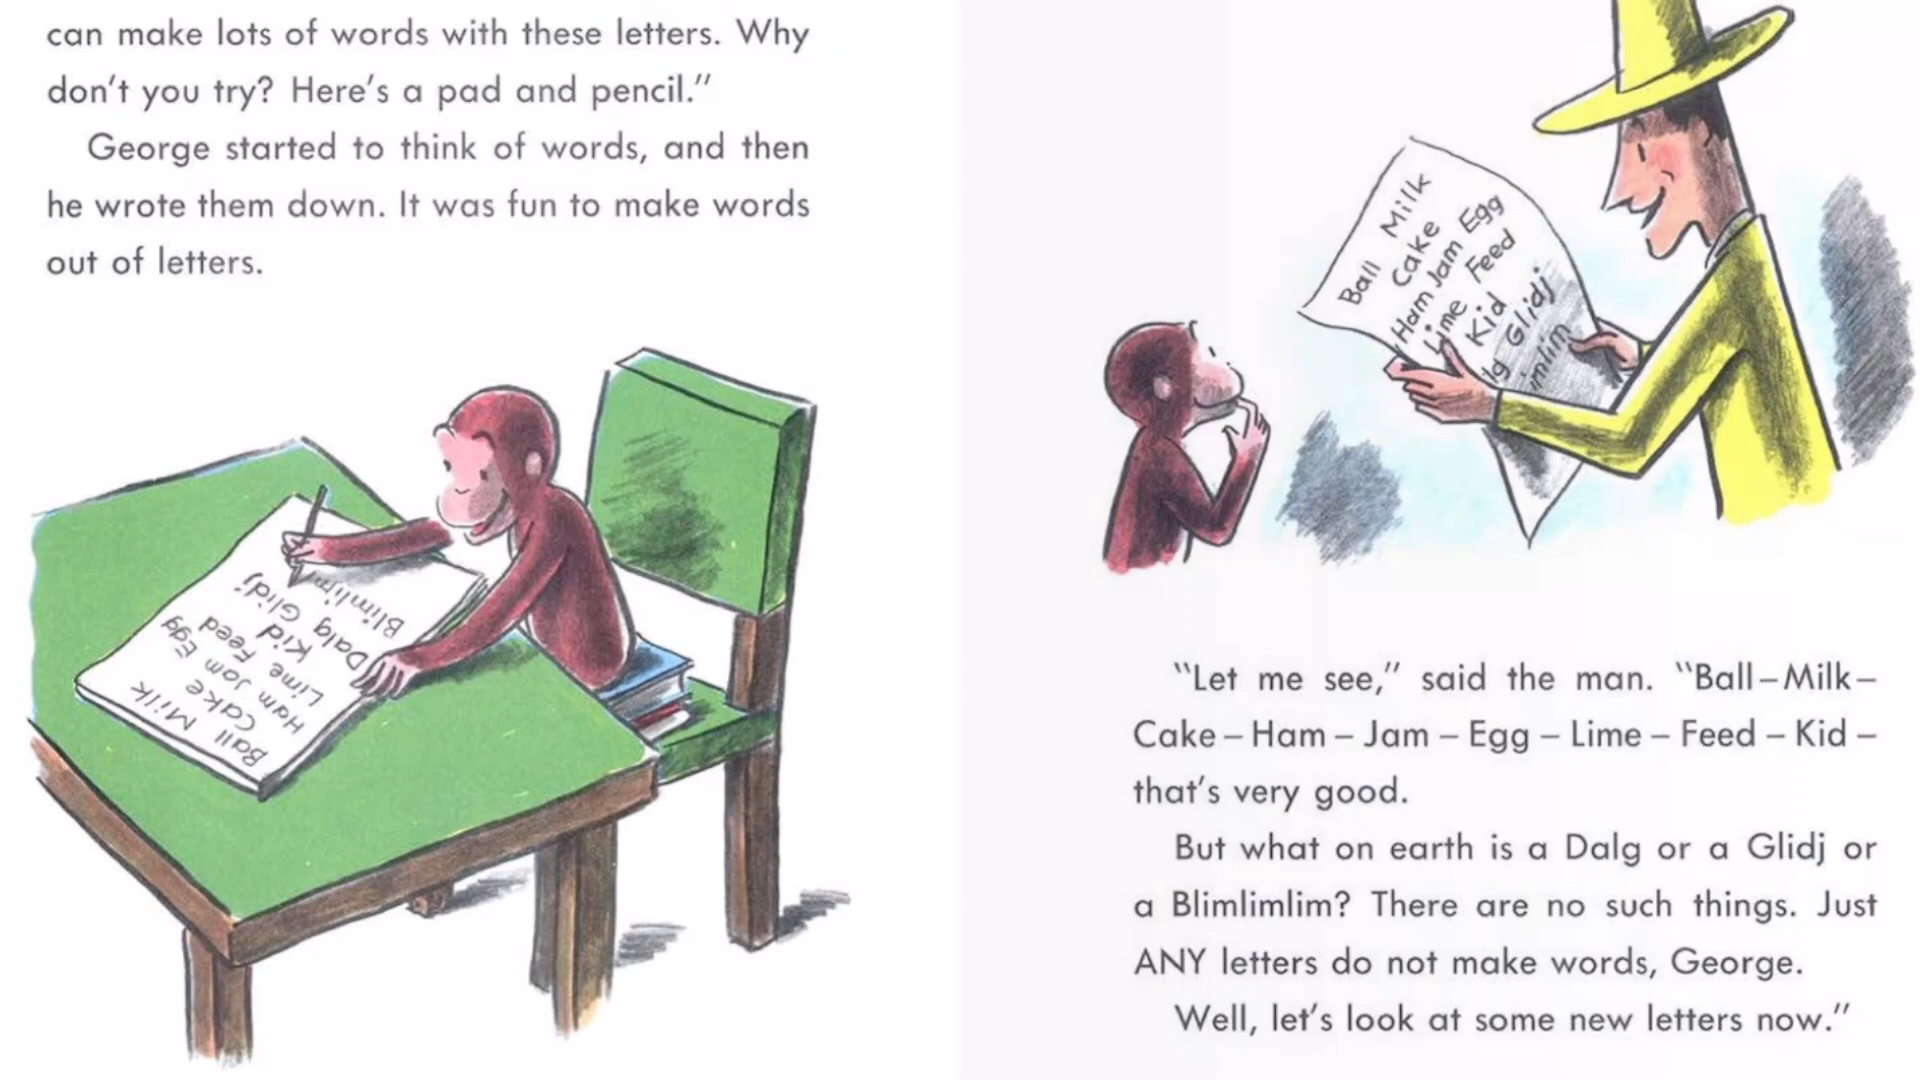 can make lots of words with these letters. Why
don't you try? Here's a pad and pencil."
George started to think of words, and then
he wrote them down. It was fun to make words
out of letters.
Ball Milk
Cake
Ham Jam Egg
Lime Feed
Kid
Dalg Glidj
Blimlimlim
Ball Milk
Cake
Ham Jam Egg
Lime Feed
Kid
lg Glidj
imlim
"Let me see," said the man. "Ball–Milk–
Cake – Ham – Jam – Egg – Lime – Feed – Kid –
that's very good.
But what on earth is a Dalg or a Glidj or
a Blimlimlim? There are no such things. Just
ANY letters do not make words, George.
Well, let's look at some new letters now."